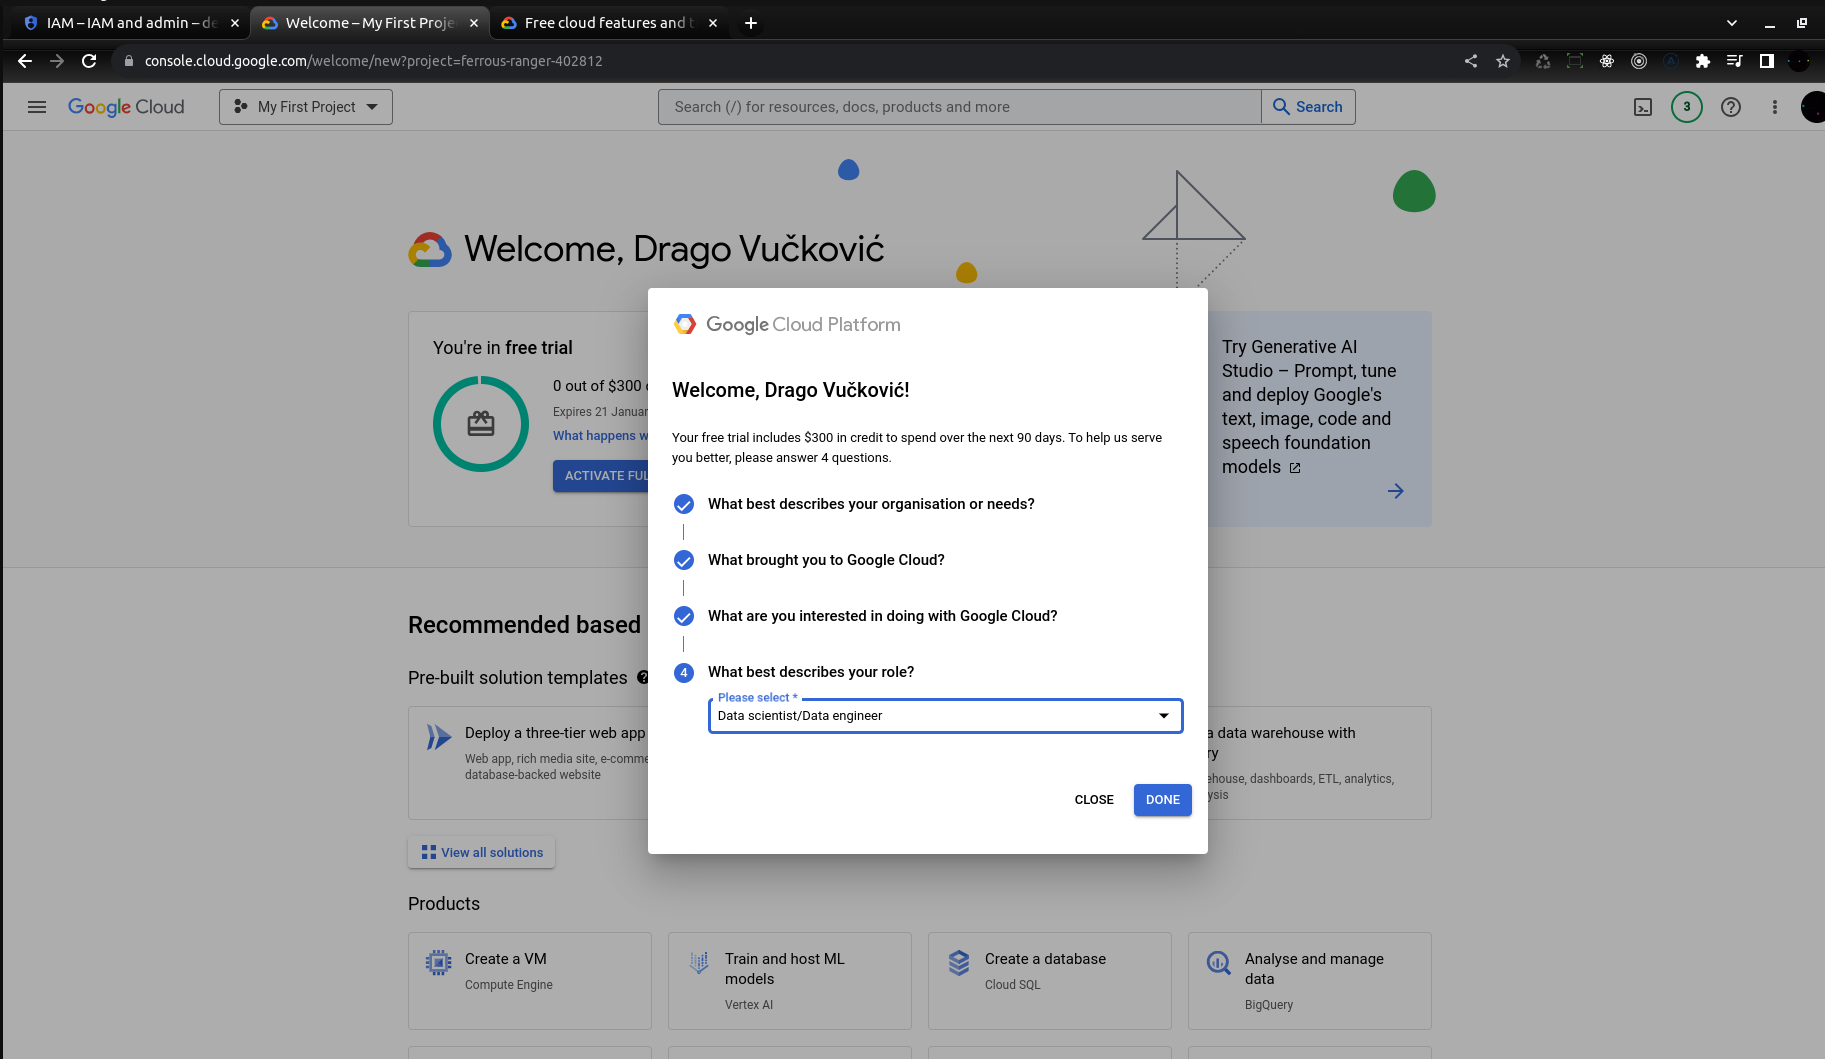 IAM – IAM and admin – de
Welcome – My First Proje
Free cloud features and t
console.cloud.google.com/welcome/new?project=ferrous-ranger-402812
Google Cloud
My First Project
Search (/) for resources, docs, products and more
Search
3
Welcome, Drago Vučković
You're in free trial
0 out of $300
Expires 21 Januar
What happens w
ACTIVATE FUL
Try Generative AI
Studio – Prompt, tune
and deploy Google's
text, image, code and
speech foundation
models
Google Cloud Platform
Welcome, Drago Vučković!
Your free trial includes $300 in credit to spend over the next 90 days. To help us serve
you better, please answer 4 questions.
What best describes your organisation or needs?
What brought you to Google Cloud?
What are you interested in doing with Google Cloud?
4 What best describes your role?
Please select *
Data scientist/Data engineer
CLOSE
DONE
Recommended based
Pre-built solution templates
Deploy a three-tier web app
Web app, rich media site, e-comme
database-backed website
a data warehouse with
ry
ehouse, dashboards, ETL, analytics,
ysis
View all solutions
Products
Create a VM
Compute Engine
Train and host ML
models
Vertex AI
Create a database
Cloud SQL
Analyse and manage
data
BigQuery